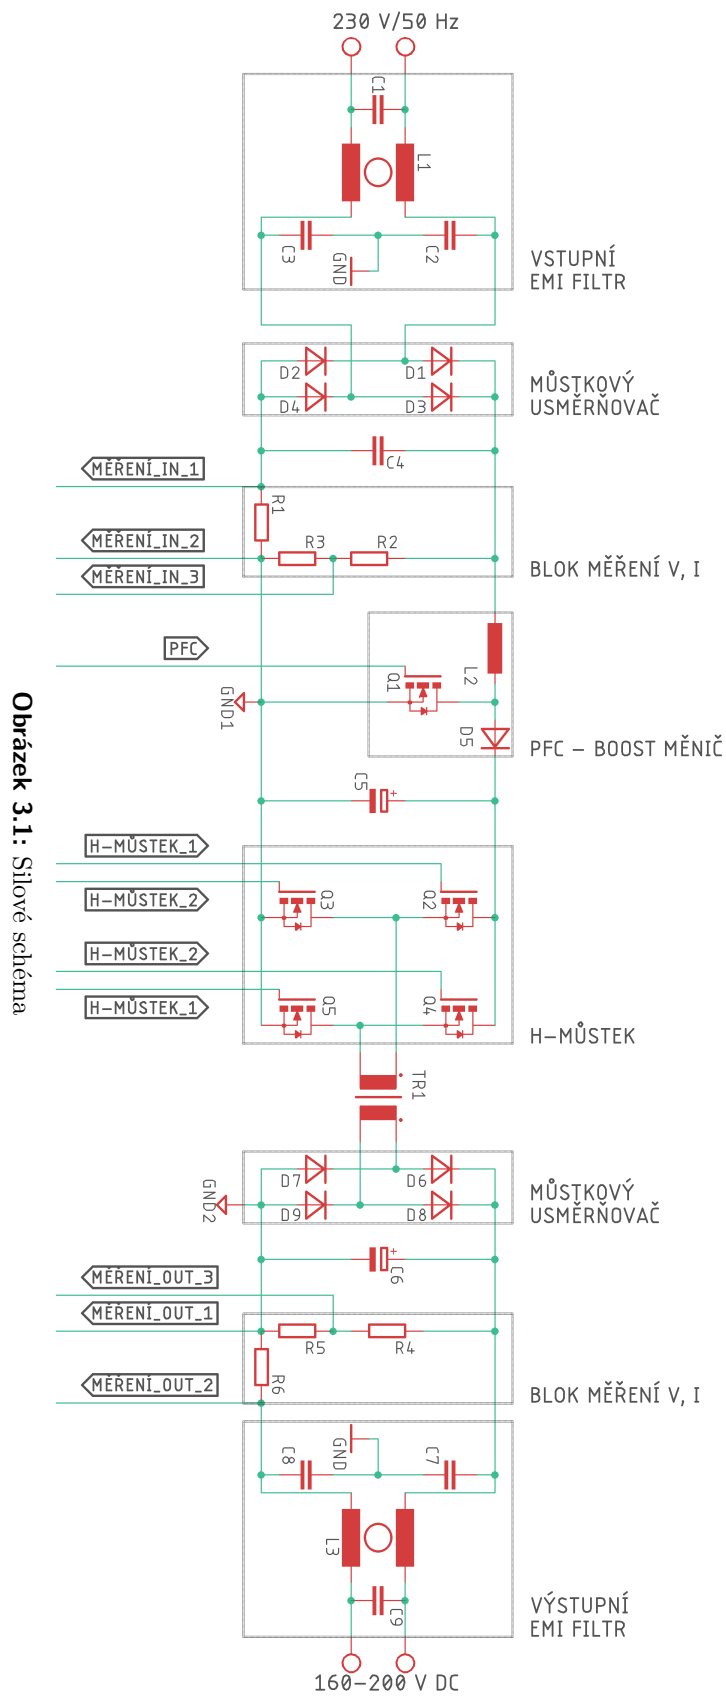 230 V/50 Hz
C1
L1
C3
C2
GND
VSTUPNÍ
EMI FILTR
D2
D1
D4
D3
MŮSTKOVÝ
USMĚRŇOVAČ
C4
MĚŘENÍ_IN_1
R1
MĚŘENÍ_IN_2
R3
R2
MĚŘENÍ_IN_3
BLOK MĚŘENÍ V, I
PFC
L2
Q1
GND1
D5
PFC – BOOST MĚNIČ
C5
H–MŮSTEK_1
H–MŮSTEK_2
Q3
Q2
H–MŮSTEK_2
H–MŮSTEK_1
Q5
Q4
H–MŮSTEK
TR1
D7
D6
D9
D8
GND2
MŮSTKOVÝ
USMĚRŇOVAČ
C6
MĚŘENÍ_OUT_3
MĚŘENÍ_OUT_1
R5
R4
R6
MĚŘENÍ_OUT_2
BLOK MĚŘENÍ V, I
GND
C8
C7
L3
C9
VÝSTUPNÍ
EMI FILTR
160–200 V DC
Obrázek 3.1: Silové schéma